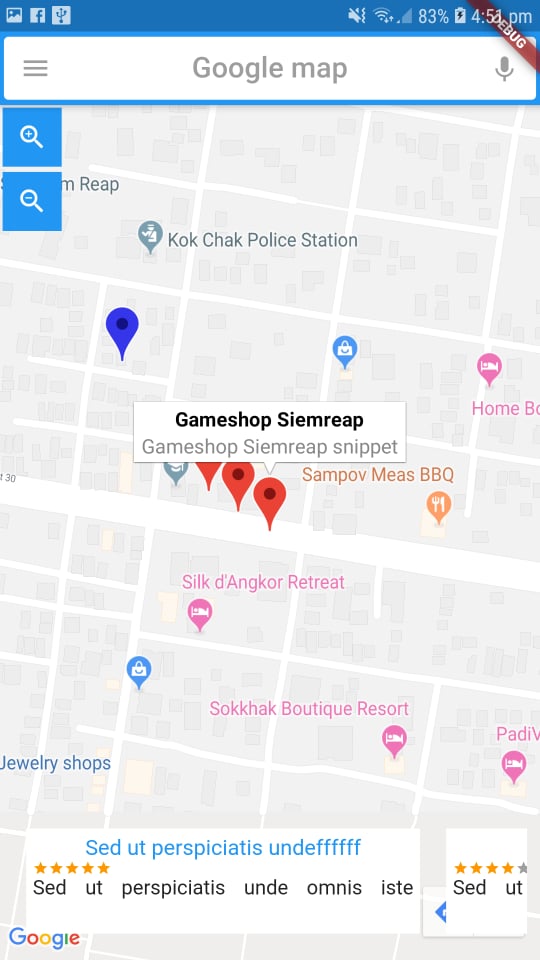 83% 4:51 pm
DEBUG
Google map
m Reap
Kok Chak Police Station
Home Bo
Gameshop Siemreap
Gameshop Siemreap snippet
t 30
Sampov Meas BBQ
Silk d'Angkor Retreat
Sokkhak Boutique Resort
PadiV
Jewelry shops
Sed ut perspiciatis undeffffff
Sed ut perspiciatis unde omnis iste
Sed ut
Google